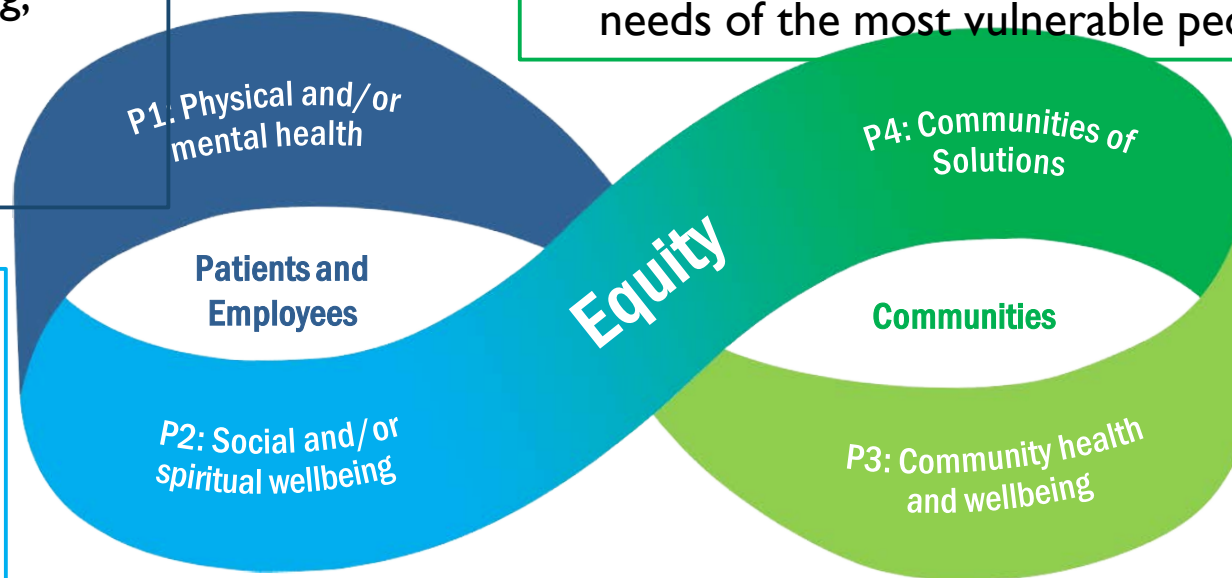 needs of the most vulnerable
P1: Physical and/or
mental health
P4: Communities of
Solutions
Patients and
Employees
Equity
Communities
P2: Social and/or
spiritual wellbeing
P3: Community health
and wellbeing